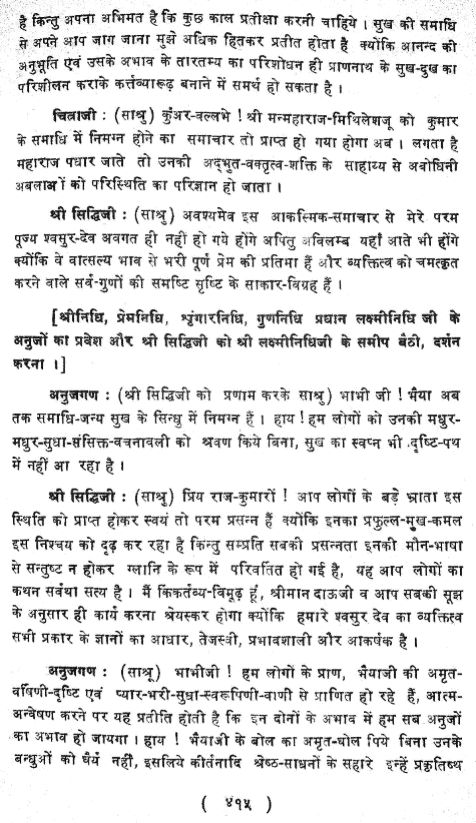 है किन्तु अपना अभिमत है कि कुछ काल प्रतीक्षा करनी चाहिये । सुख की समाधि
से अपने आप जाग जाना मुझे अधिक हितकर प्रतीत होता है क्योंकि आनन्द की
अनुभूति एवं उसके अभाव के तारतम्य का परिशोधन ही प्राणनाथ के सुख-दुख का
परिशीलन कराके कर्त्तव्यारूढ़ बनाने में समर्थ हो सकता है ।
चित्राजी : (साश्रु) कुँअर-वल्लभे ! श्री मन्महाराज-मिथिलेशजू को कुमार
के समाधि में निमग्न होने का समाचार तो प्राप्त हो गया होगा अब । लगता है
महाराज पधार जाते तो उनकी अद्भुत-वक्तृत्व-शक्ति के साहाय्य से अबोधिनी
अबलाओं को परिस्थिति का परिज्ञान हो जाता ।
श्री सिद्धिजी : (साश्रु) अवश्यमेव इस आकस्मिक-समाचार से मेरे परम
पूज्य श्वसुर-देव अवगत ही नहीं हो गये होंगे अपितु अविलम्ब यहाँ आते भी होंगे
क्योंकि वे वात्सल्य भाव से भरी पूर्ण प्रेम की प्रतिमा हैं और व्यक्तित्व को चमत्कृत
करने वाले सर्व-गुणों की समष्टि सृष्टि के साकार-विग्रह हैं ।
[श्रीनिधि, प्रेमनिधि, श्रृंगारनिधि, गुणनिधि प्रधान लक्ष्मीनिधि जी के
अनुजों का प्रवेश और श्री सिद्धिजी को श्री लक्ष्मीनिधिजी के समीप बैठी, दर्शन
करना ।]
अनुजगण : (श्री सिद्धिजी को प्रणाम करके साश्रु) भाभी जी ! भैया अब
तक समाधि-जन्य सुख के सिन्धु में निमग्न हैं । हाय ! हम लोगों को उनकी मधुर-
मधुर-सुधा-संसिक्त-वचनावली को श्रवण किये बिना, सुख का स्वप्न भी दृष्टि-पथ
में नहीं आ रहा है ।
श्री सिद्धिजी : (साश्रु) प्रिय राज-कुमारों ! आप लोगों के बड़े भ्राता इस
स्थिति को प्राप्त होकर स्वयं तो परम प्रसन्न हैं क्योंकि इनका प्रफुल्ल-मुख-कमल
इस निश्चय को दृढ़ कर रहा है किन्तु सम्प्रति सबकी प्रसन्नता इनकी मौन-भाषा
से सन्तुष्ट न होकर ग्लानि के रूप में परिवर्तित हो गई है, यह आप लोगों का
कथन सर्वथा सत्य है । मैं किंकर्तव्य-विमूढ़ हूं, श्रीमान दाऊजी व आप सबकी सूझ
के अनुसार ही कार्य करना श्रेयस्कर होगा क्योंकि हमारे श्वसुर देव का व्यक्तित्व
सभी प्रकार के ज्ञानों का आधार, तेजस्वी, प्रभावशाली और आकर्षक है ।
अनुजगण : (साश्रु) भाभीजी ! हम लोगों के प्राण, भैयाजी की अमृत-
वर्षिणी-दृष्टि एवं प्यार-भरी-सुधा-स्वरूपिणी-वाणी से प्राणित हो रहे हैं, आत्म-
अन्वेषण करने पर यह प्रतीति होती है कि इन दोनों के अभाव में हम सब अनुजों
का अभाव हो जायगा । हाय ! भैयाजी के बोल का अमृत-घोल पिये बिना उनके
बन्धुओं को धैर्य नहीं, इसलिये कीर्तनादि श्रेष्ठ-साधनों के सहारे इन्हें प्रकृतिष्थ
( ४१५ )